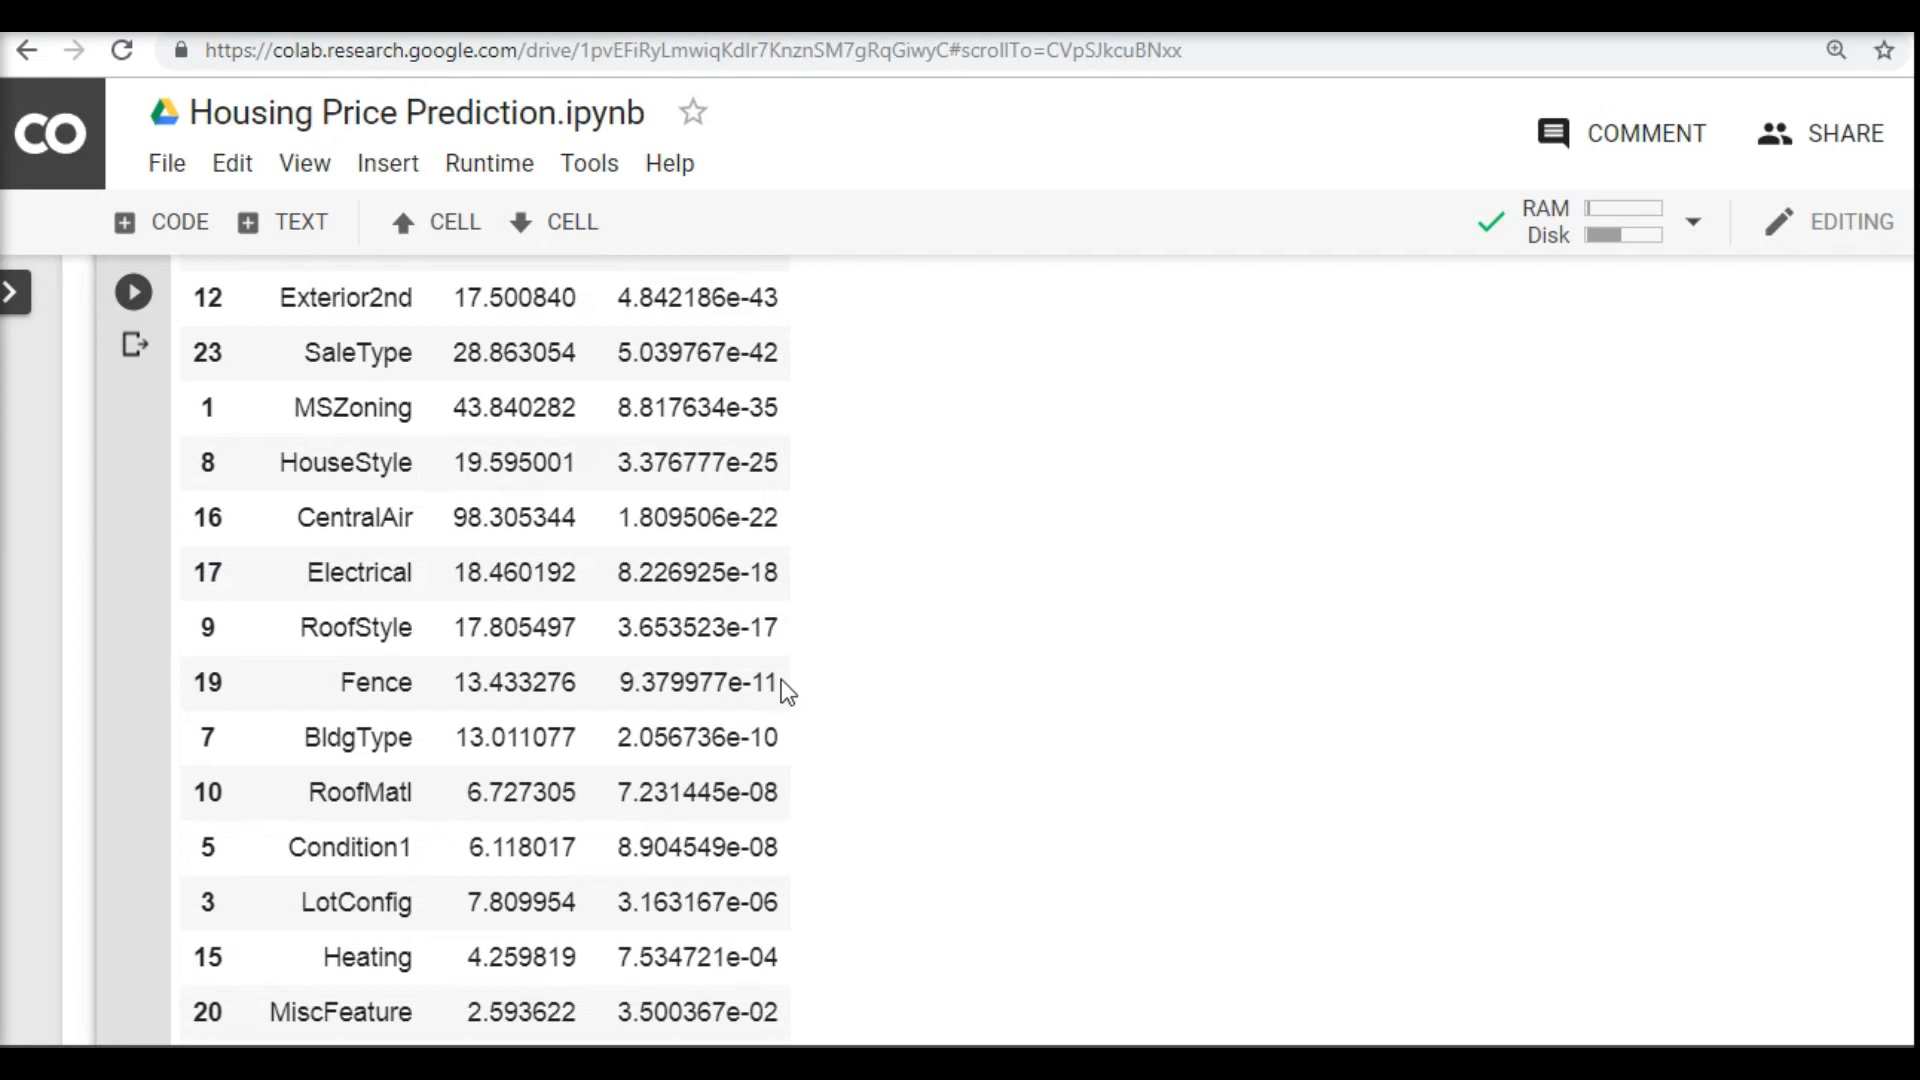 https://colab.research.google.com/drive/1pvEFiRyLmwiqKdIr7KnznSM7gRqGiwyC#scrollTo=CVpSJkcuBNxx
CO
Housing Price Prediction.ipynb
COMMENT
SHARE
File Edit View Insert Runtime Tools Help
CODE TEXT CELL CELL
RAM
Disk
EDITING
12 Exterior2nd 17.500840 4.842186e-43
23 SaleType 28.863054 5.039767e-42
1 MSZoning 43.840282 8.817634e-35
8 HouseStyle 19.595001 3.376777e-25
16 CentralAir 98.305344 1.809506e-22
17 Electrical 18.460192 8.226925e-18
9 RoofStyle 17.805497 3.653523e-17
19 Fence 13.433276 9.379977e-11
7 BldgType 13.011077 2.056736e-10
10 RoofMatl 6.727305 7.231445e-08
5 Condition1 6.118017 8.904549e-08
3 LotConfig 7.809954 3.163167e-06
15 Heating 4.259819 7.534721e-04
20 MiscFeature 2.593622 3.500367e-02